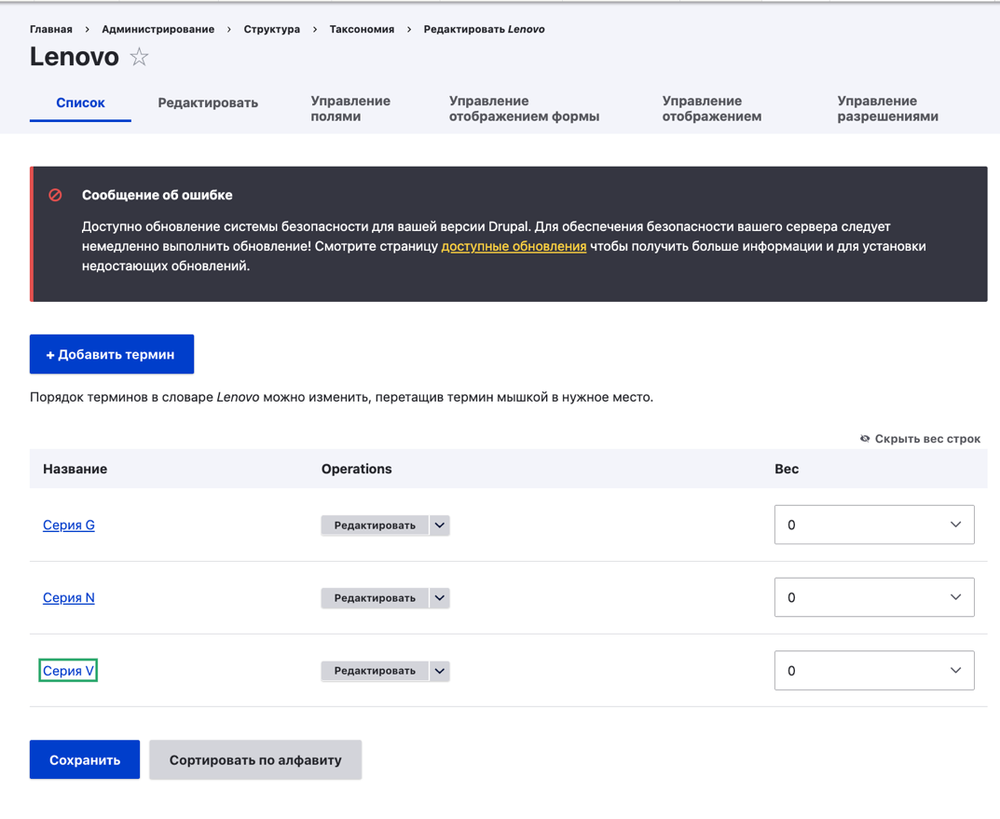 Главная › Администрирование › Структура › Таксономия › Редактировать Lenovo
Lenovo
Список
Редактировать
Управление полями
Управление отображением формы
Управление отображением
Управление разрешениями
Сообщение об ошибке
Доступно обновление системы безопасности для вашей версии Drupal. Для обеспечения безопасности вашего сервера следует
немедленно выполнить обновление! Смотрите страницу доступные обновления чтобы получить больше информации и для установки
недостающих обновлений.
+ Добавить термин
Порядок терминов в словаре Lenovo можно изменить, перетащив термин мышкой в нужное место.
Скрыть вес строк
Название Operations Вес
Серия G Редактировать 0
Серия N Редактировать 0
Серия V Редактировать 0
Сохранить Сортировать по алфавиту